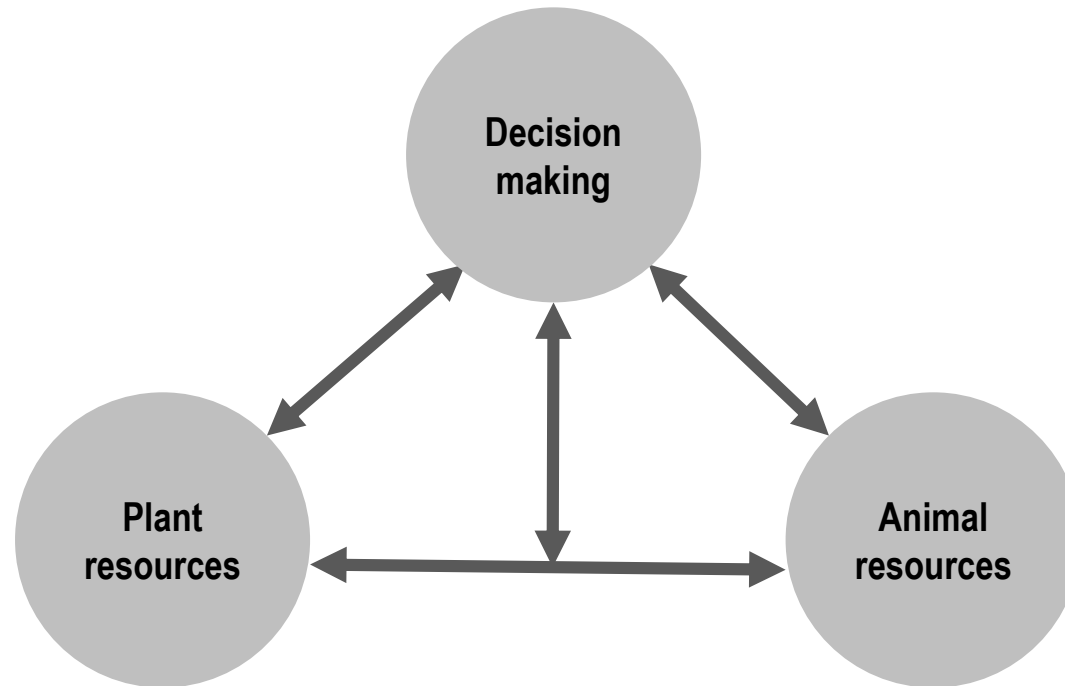 Decision
making
Plant
resources
Animal
resources